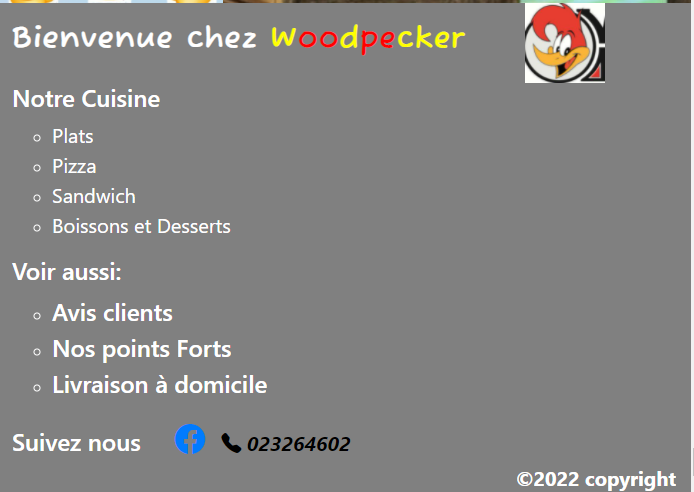 Bienvenue chez Woodpecker
Notre Cuisine
Plats
Pizza
Sandwich
Boissons et Desserts
Voir aussi:
Avis clients
Nos points Forts
Livraison à domicile
Suivez nous 023264602
©2022 copyright